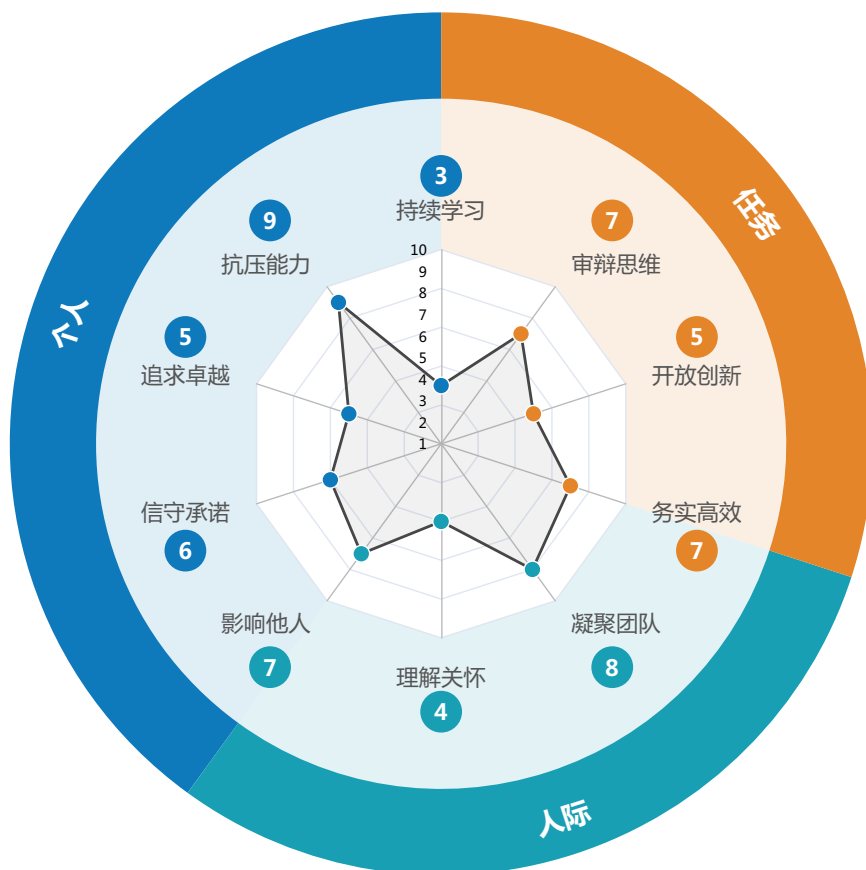 3
持续学习
7
审辩思维
任务
5
开放创新
务实高效
7
凝聚团队
8
人际
理解关怀
4
影响他人
7
信守承诺
6
5
追求卓越
个人
9
抗压能力
10
9
8
7
6
5
4
3
2
1